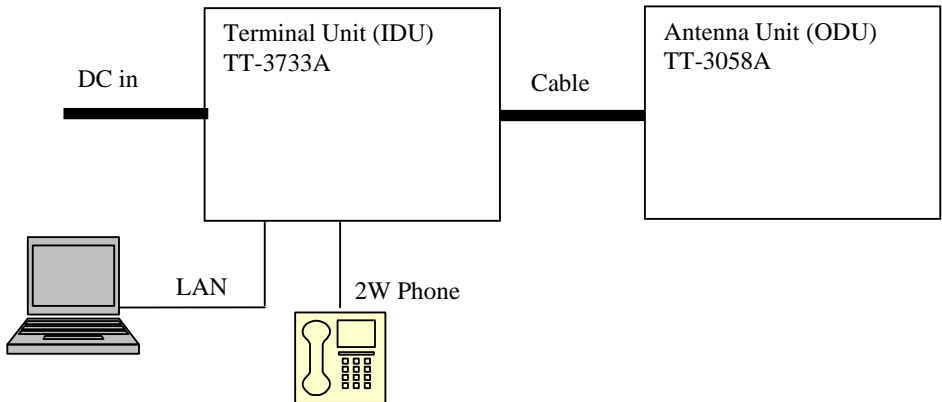 Terminal Unit (IDU)
TT-3733A
Antenna Unit (ODU)
TT-3058A
DC in
Cable
LAN
2W Phone